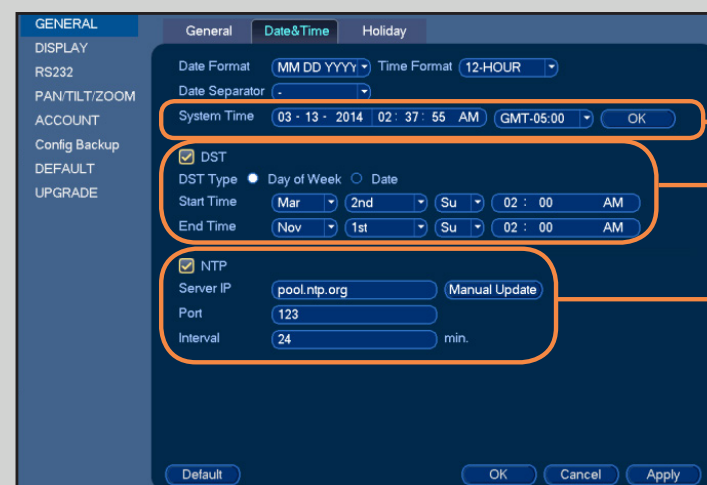 GENERAL
DISPLAY
RS232
PAN/TILT/ZOOM
ACCOUNT
Config Backup
DEFAULT
UPGRADE
General Date&Time Holiday
Date Format MM DD YYYY Time Format 12-HOUR
Date Separator -
System Time 03 - 13 - 2014 02 : 37 : 55 AM GMT-05:00 OK
DST
DST Type Day of Week Date
Start Time Mar 2nd Su 02 : 00 AM
End Time Nov 1st Su 02 : 00 AM
NTP
Server IP pool.ntp.org Manual Update
Port 123
Interval 24 min.
Default OK Cancel Apply